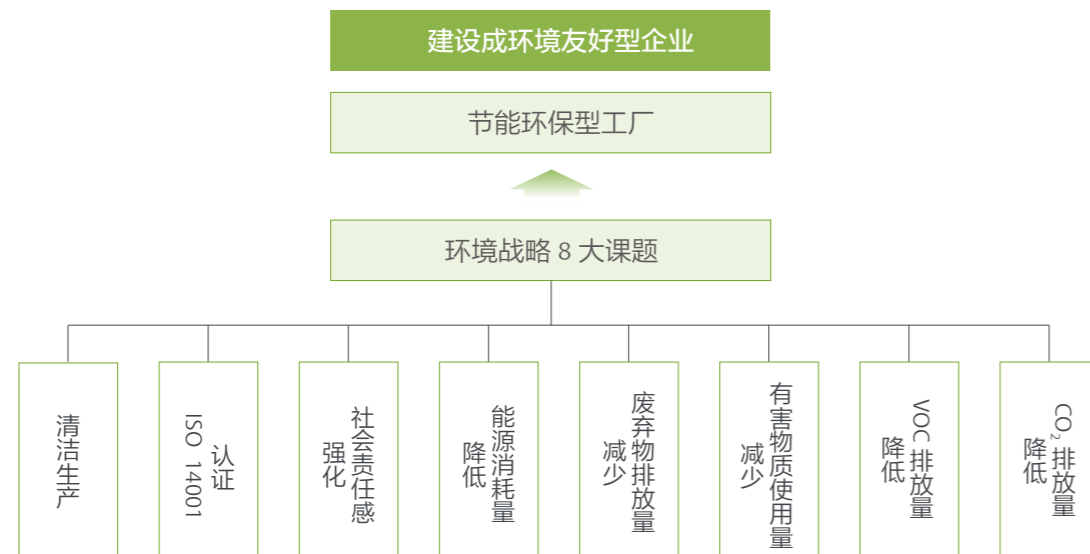 建设成环境友好型企业
节能环保型工厂
环境战略 8 大课题
清洁生产
ISO 14001
认证
社会责任感
强化
能源消耗量
降低
废弃物排放量
减少
有害物质使用量
减少
VOC 排放量
降低
CO₂ 排放量
降低